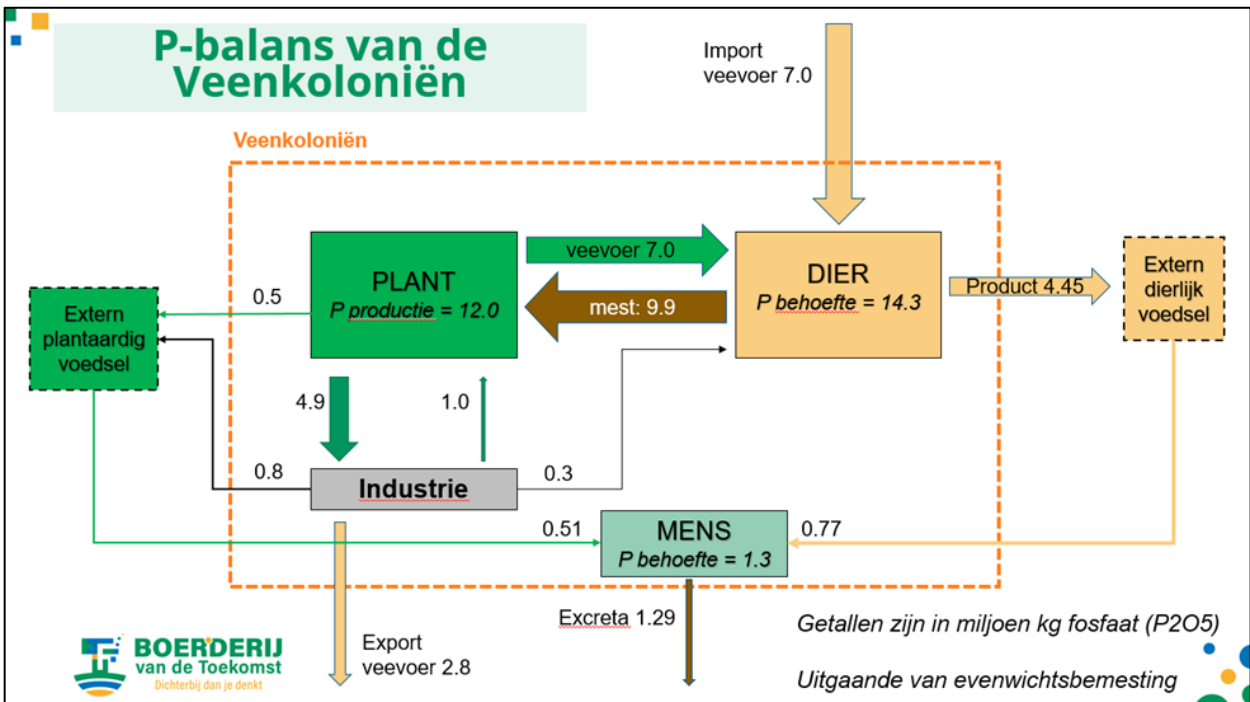 P-balans van de
Veenkoloniën
Import
veevoer 7.0
Veenkoloniën
PLANT
P productie = 12.0
veevoer 7.0
mest: 9.9
DIER
P behoefte = 14.3
Product 4.45
Extern
dierlijk
voedsel
0.5
Extern
plantaardig
voedsel
4.9
1.0
0.8
Industrie
0.3
0.51
MENS
P behoefte = 1.3
0.77
Export
veevoer 2.8
Excreta 1.29
Getallen zijn in miljoen kg fosfaat (P2O5)
Uitgaande van evenwichtsbemesting
BOERDERIJ
van de Toekomst
Dichterbij dan je denkt